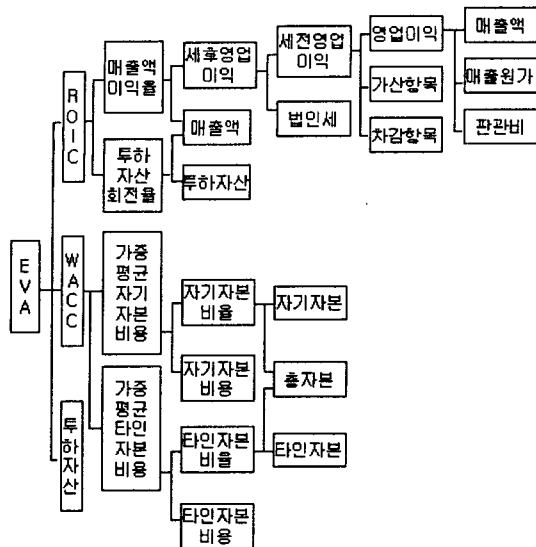 EVA
ROIC
WACC
투하자산
매출액
이익율
투하
자산
회전율
가중
평균
자기
자본
비용
가중
평균
타인
자본
비용
세후영업
이익
매출액
투하자산
자기자본
비율
자기자본
비용
타인자본
비율
타인자본
비용
세전영업
이익
법인세
자기자본
총자본
타인자본
영업이익
가산항목
차감항목
매출액
매출원가
판관비